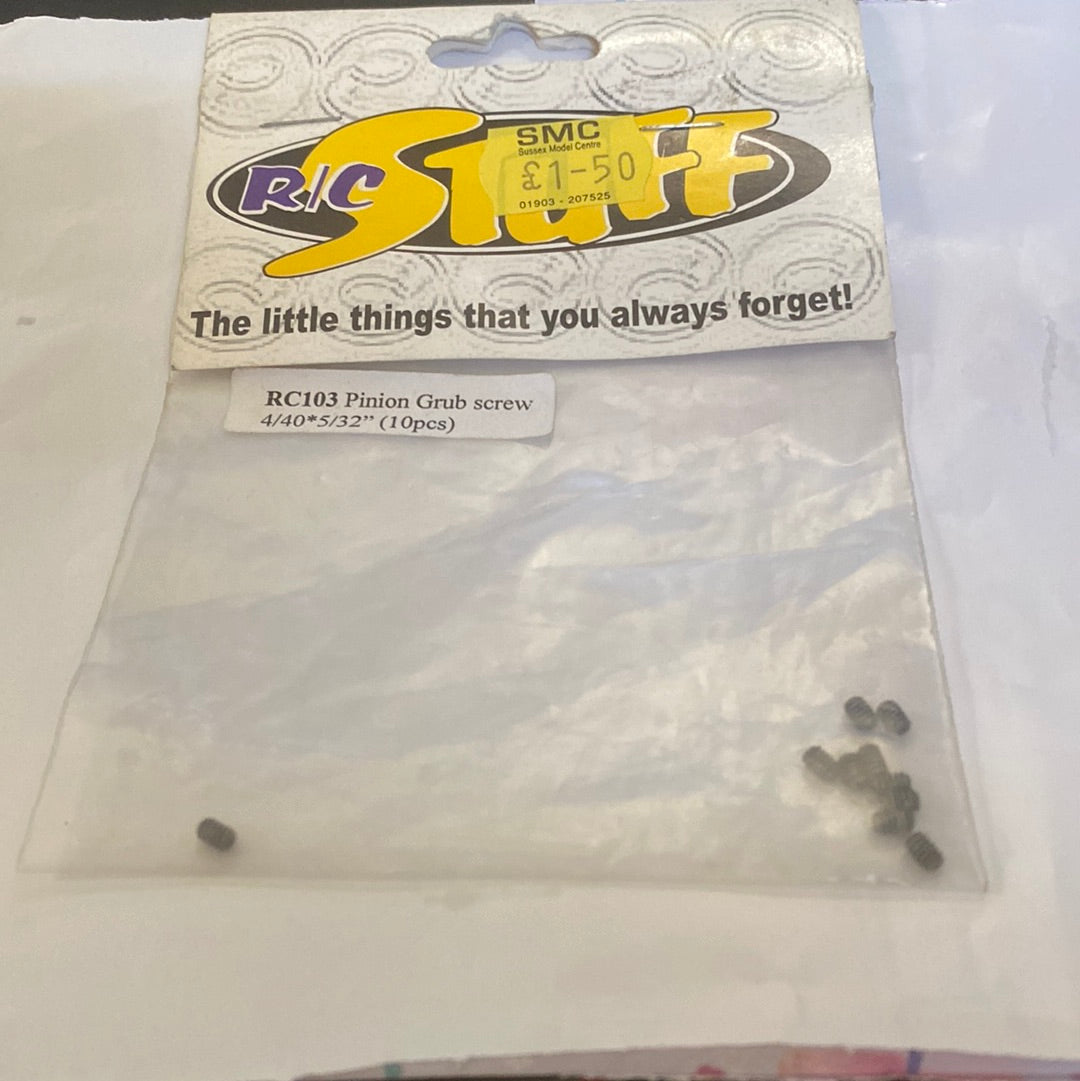 R/C Stuff
SMC
Sussex Model Centre
£1-50
01903 - 207525
The little things that you always forget!
RC103 Pinion Grub screw
4/40*5/32” (10pcs)